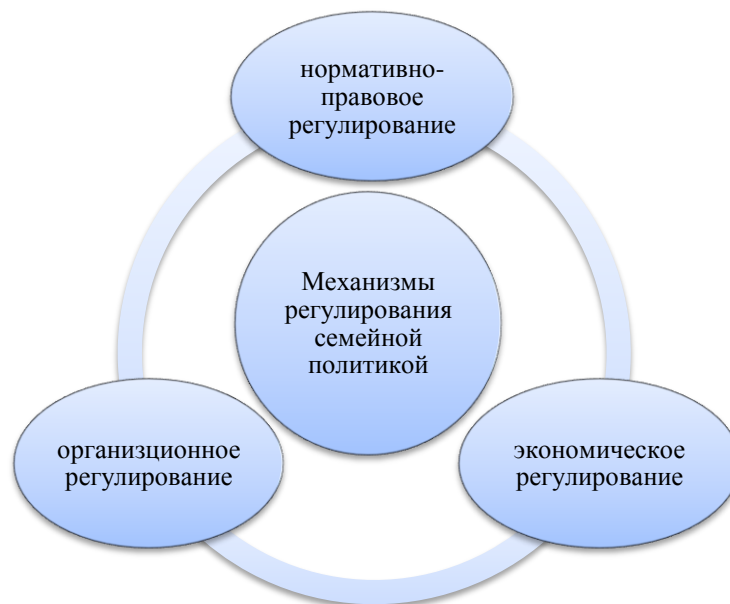 нормативно-
правовое
регулирование
Механизмы
регулирования
семейной
политикой
организционное
регулирование
экономическое
регулирование